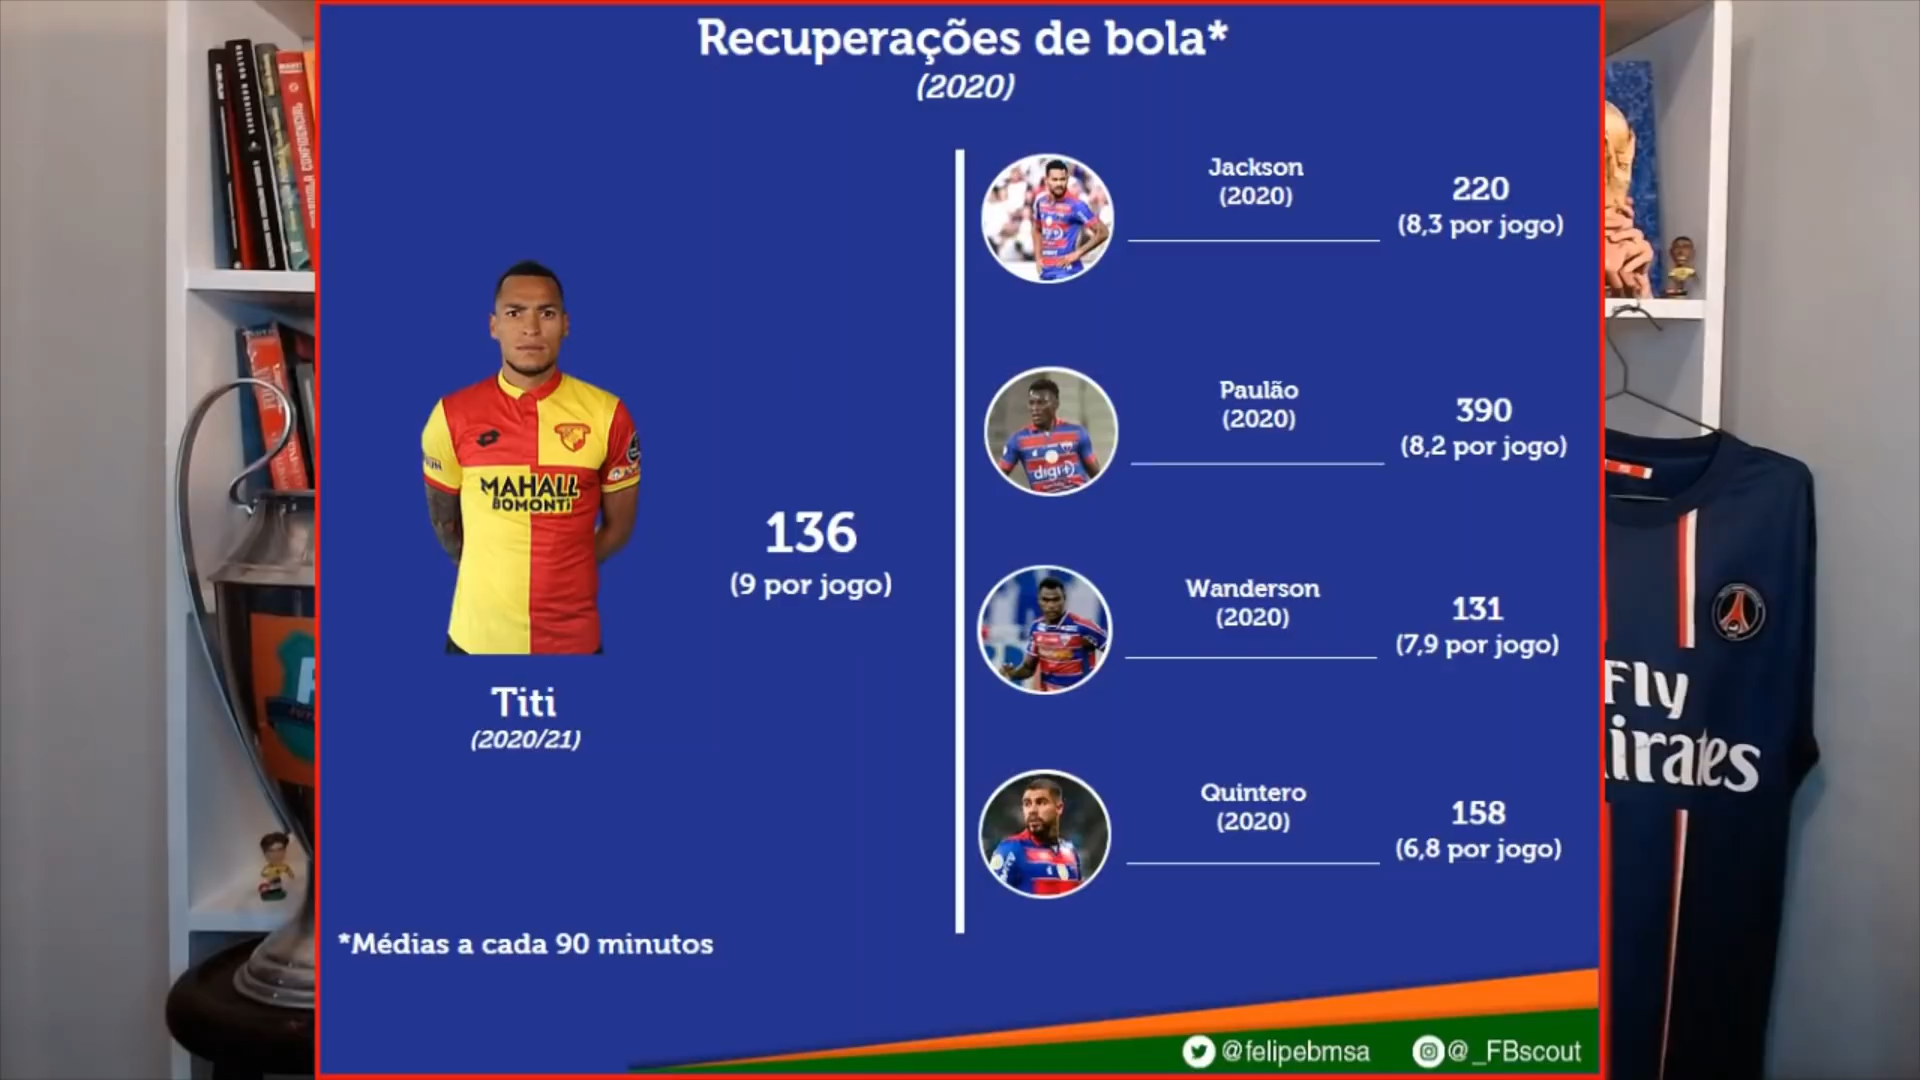 Recuperações de bola*
(2020)
Titi
(2020/21)
136
(9 por jogo)
Jackson
(2020)
220
(8,3 por jogo)
Paulão
(2020)
390
(8,2 por jogo)
Wanderson
(2020)
131
(7,9 por jogo)
Quintero
(2020)
158
(6,8 por jogo)
*Médias a cada 90 minutos
@felipebmsa
@_FBscout
MAHALL
BOMONTI
digi+
Fly
irates